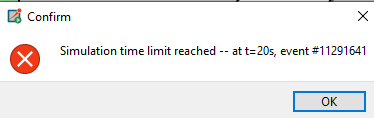 Confirm
Simulation time limit reached -- at t=20s, event #11291641
OK